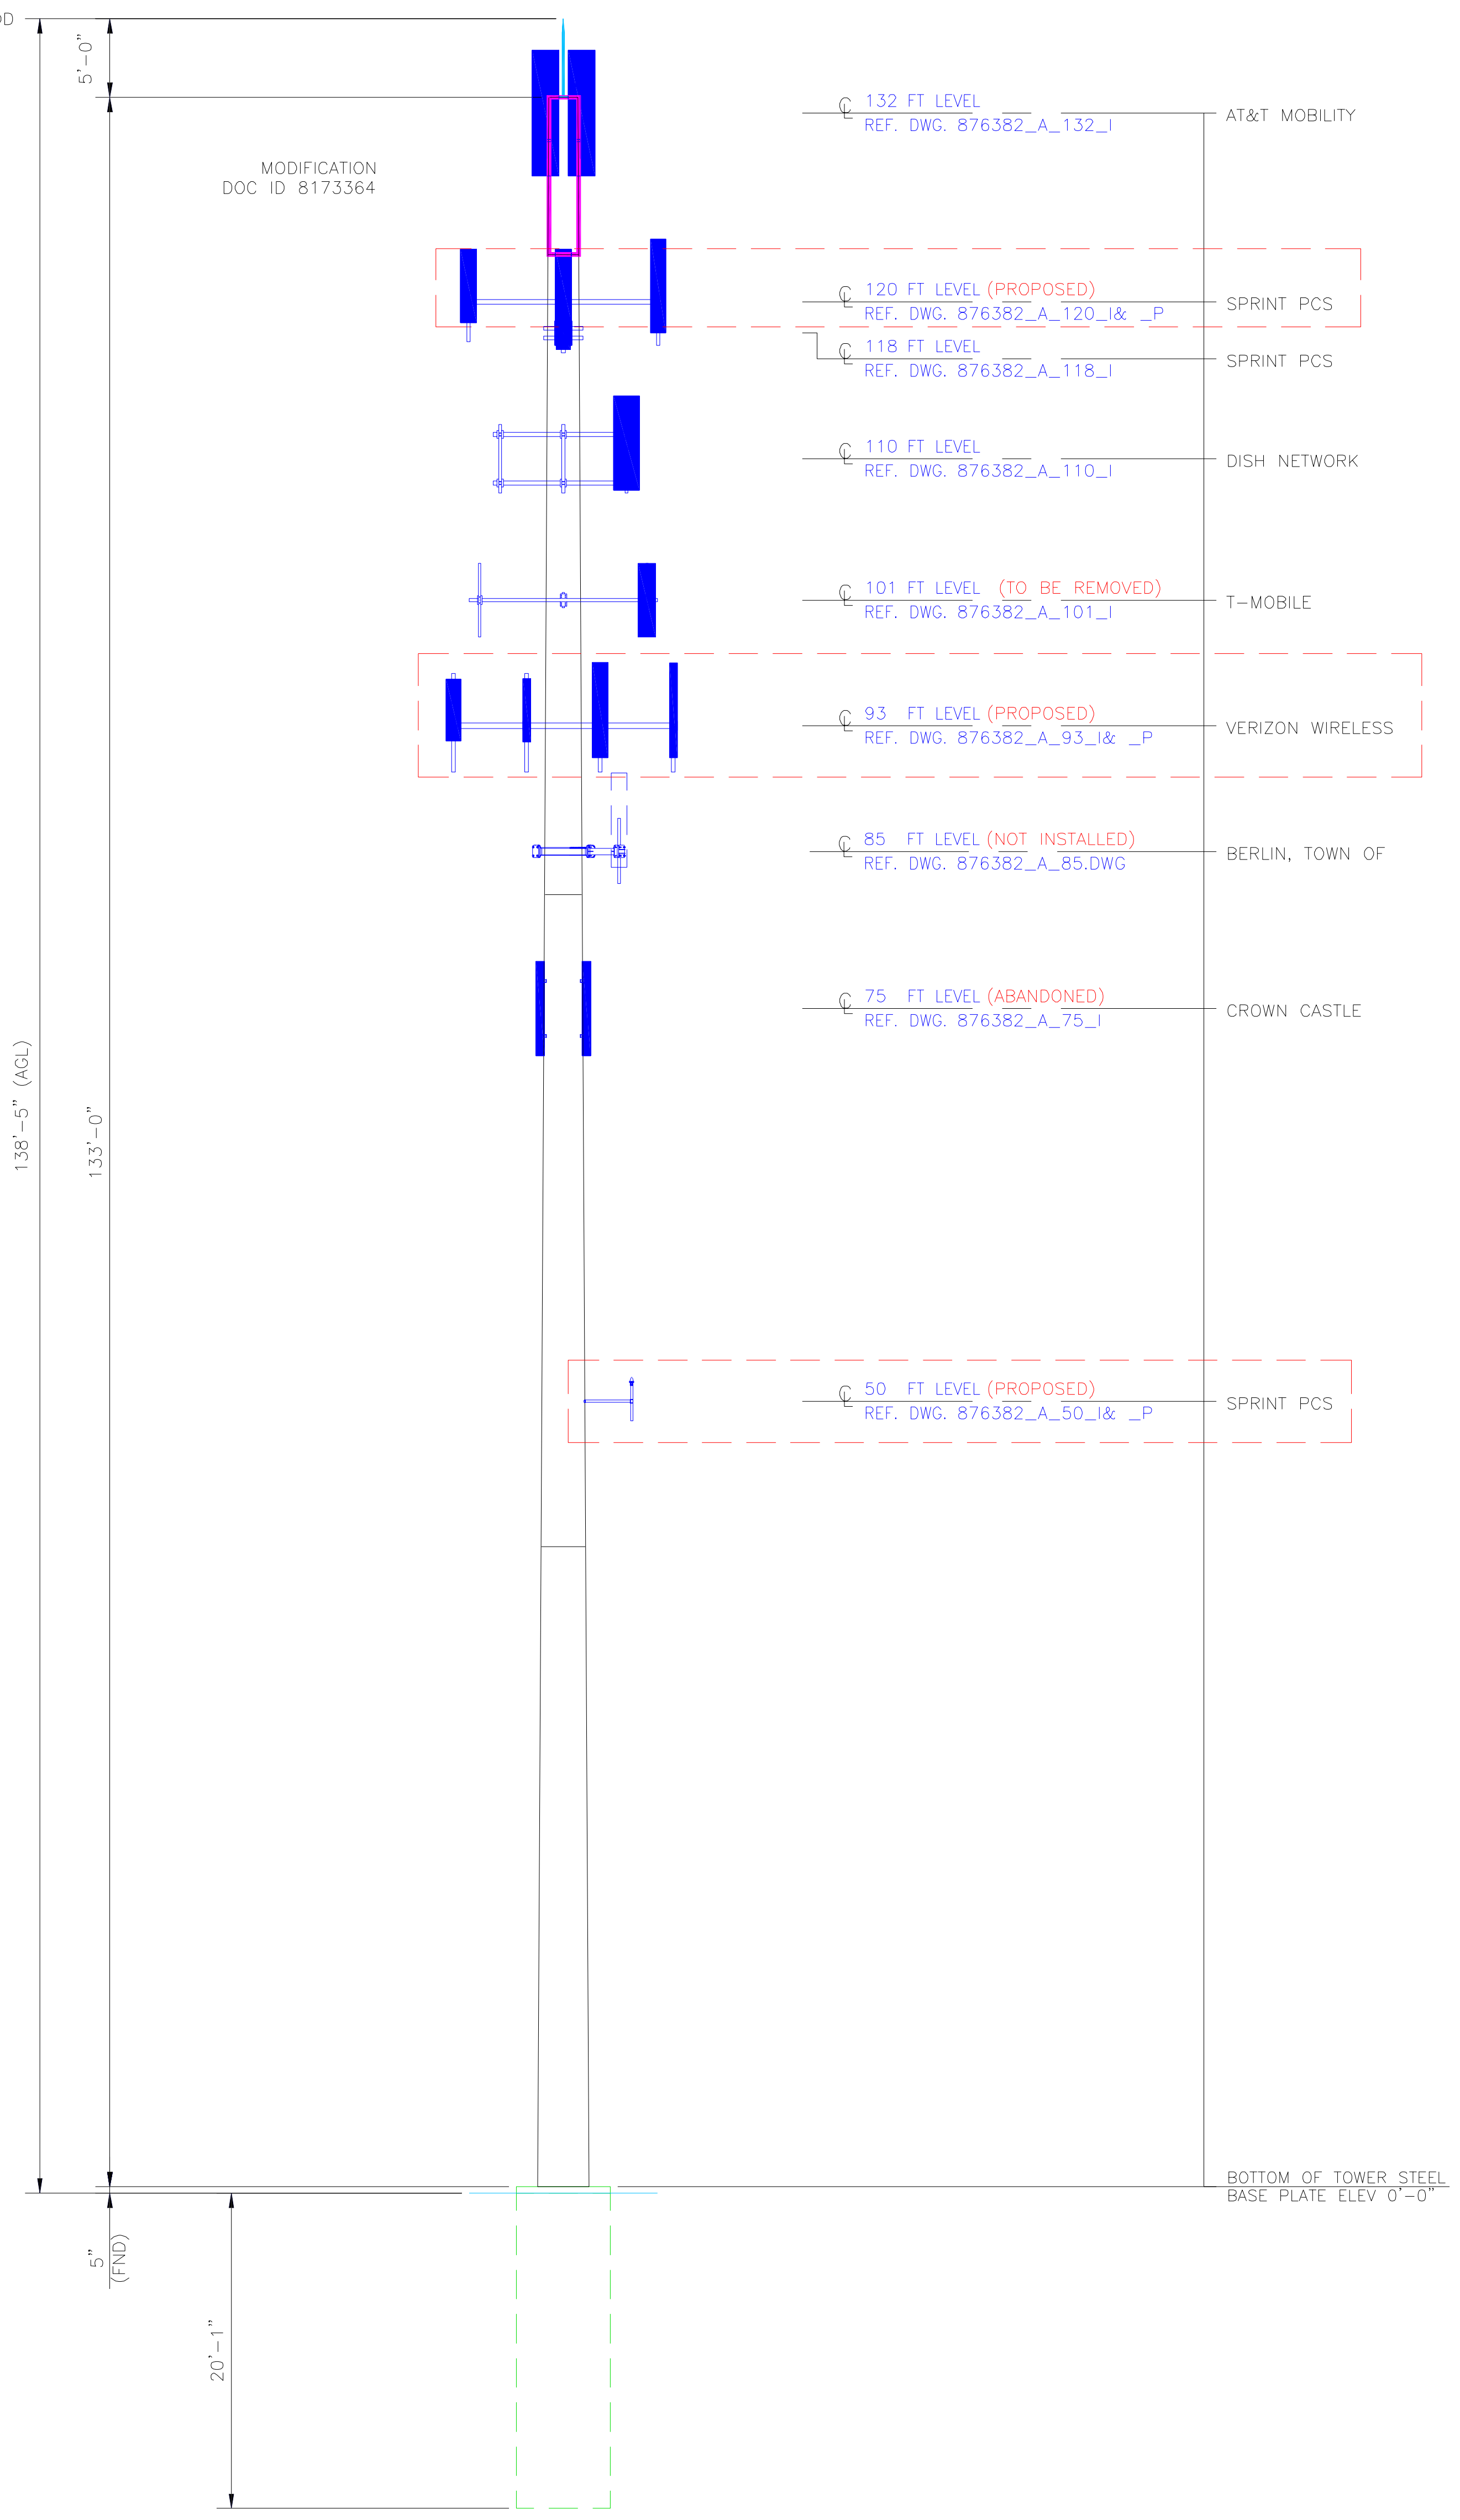 5'-0"
132 FT LEVEL
REF. DWG. 876382_A_132_I
AT&T MOBILITY
MODIFICATION
DOC ID 8173364
120 FT LEVEL (PROPOSED)
REF. DWG. 876382_A_120_I& _P
SPRINT PCS
118 FT LEVEL
REF. DWG. 876382_A_118_I
SPRINT PCS
110 FT LEVEL
REF. DWG. 876382_A_110_I
DISH NETWORK
101 FT LEVEL (TO BE REMOVED)
REF. DWG. 876382_A_101_I
T-MOBILE
93 FT LEVEL (PROPOSED)
REF. DWG. 876382_A_93_I& _P
VERIZON WIRELESS
85 FT LEVEL (NOT INSTALLED)
REF. DWG. 876382_A_85.DWG
BERLIN, TOWN OF
75 FT LEVEL (ABANDONED)
REF. DWG. 876382_A_75_I
CROWN CASTLE
138'-5" (AGL)
133'-0"
50 FT LEVEL (PROPOSED)
REF. DWG. 876382_A_50_I& _P
SPRINT PCS
BOTTOM OF TOWER STEEL
BASE PLATE ELEV 0'-0"
5"
(FND)
20'-1"